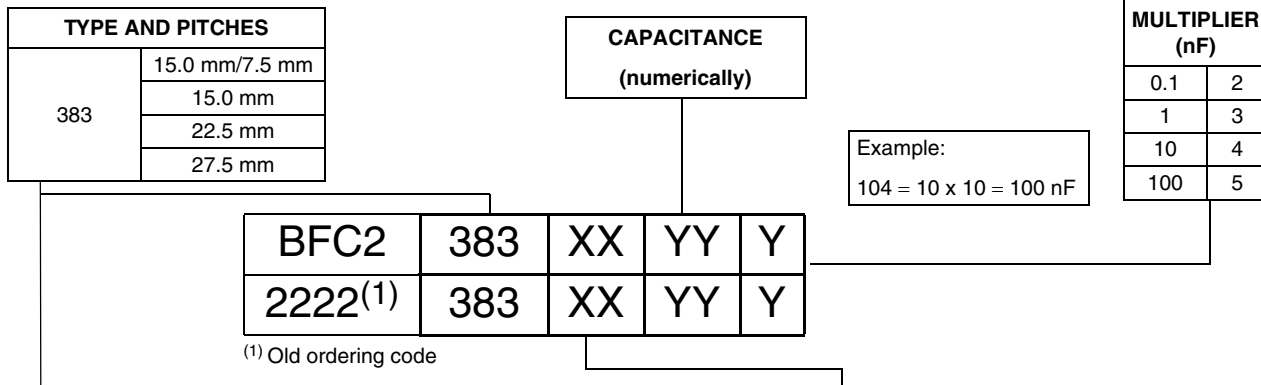 TYPE AND PITCHES
383
15.0 mm/7.5 mm
15.0 mm
22.5 mm
27.5 mm
CAPACITANCE
(numerically)
Example:
104 = 10 x 10 = 100 nF
MULTIPLIER
(nF)
0.1 2
1 3
10 4
100 5
BFC2 383 XX YY Y
2222(1) 383 XX YY Y
(1) Old ordering code